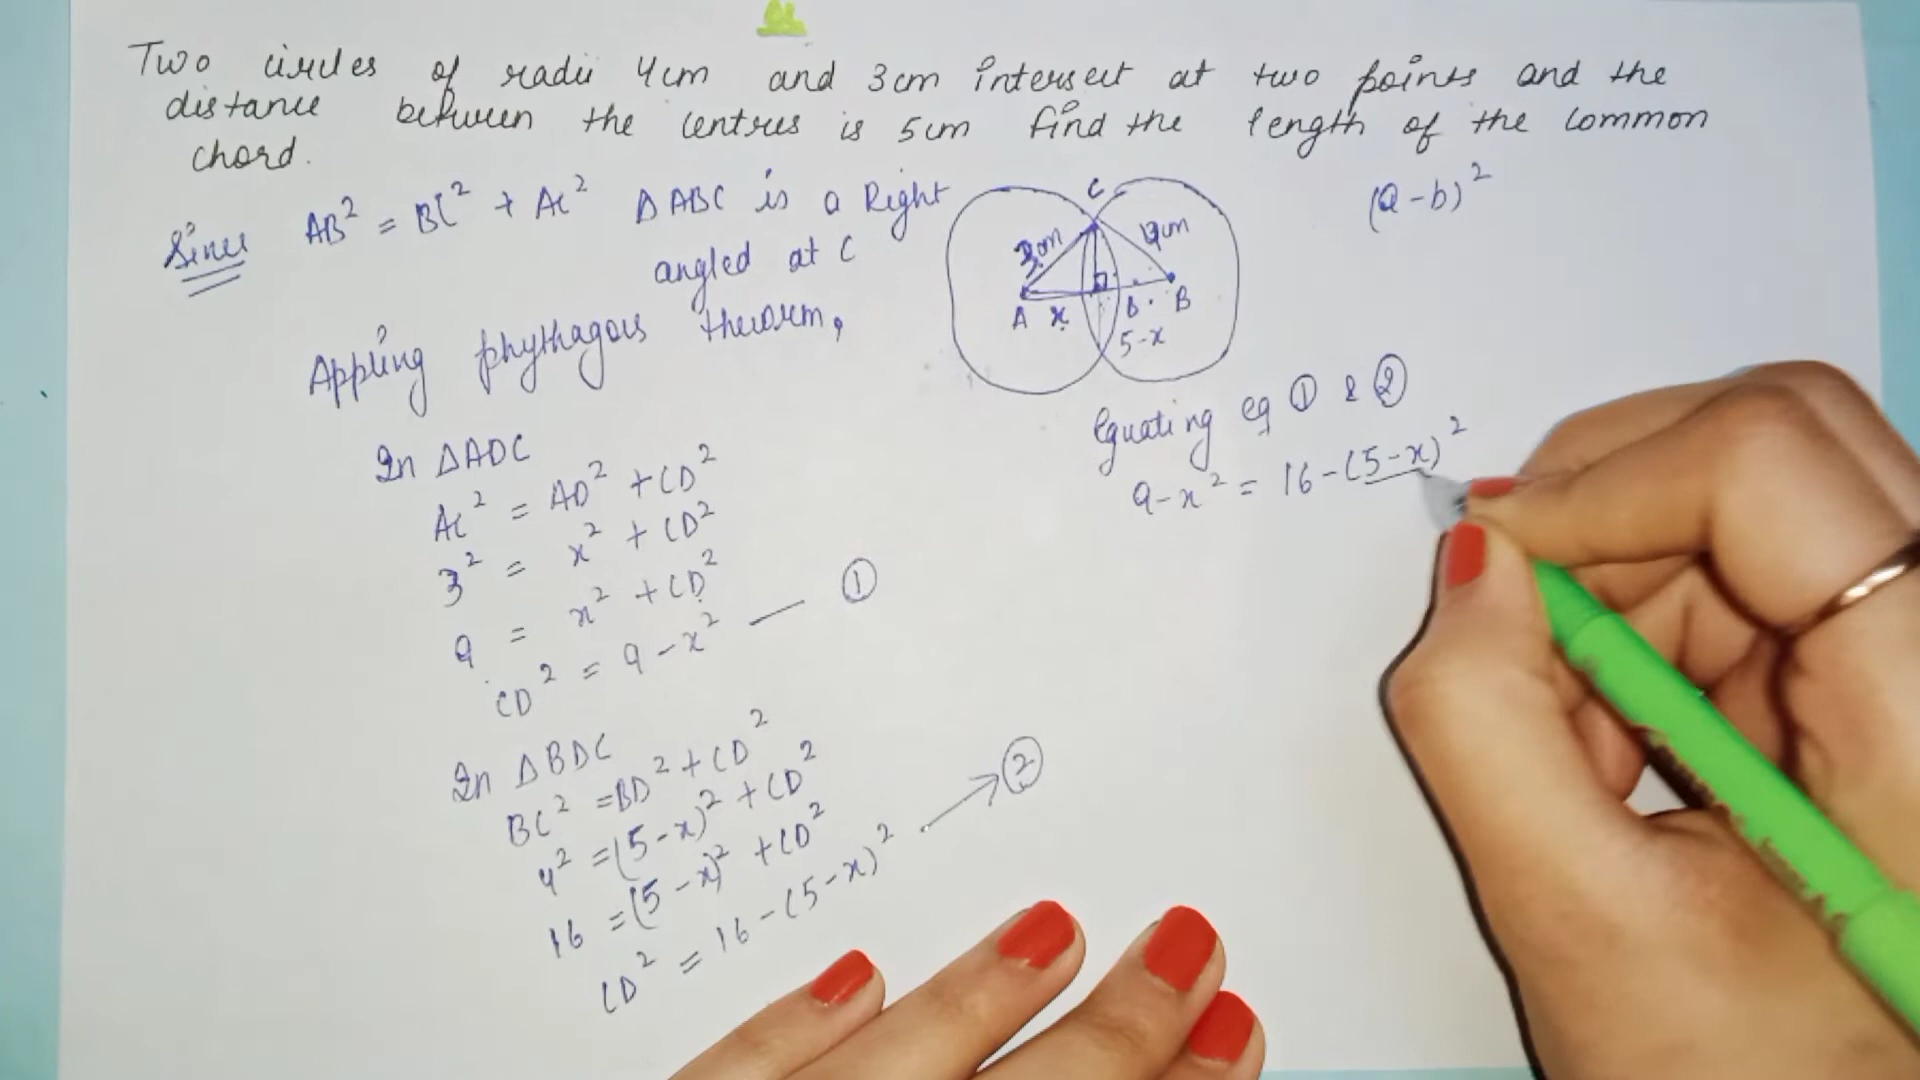 Two circles of radii 4cm and 3cm intersect at two points and the
distance between the centres is 5cm find the length of the common
chord.
Since AB² = BC² + AC² ΔABC is a Right
angled at C
Appling phythagous theorem,
In ΔADC
AC² = AD² + CD²
3² = x² + CD²
9 = x² + CD²
CD² = 9 - x² — ①
In ΔBDC
BC² = BD² + CD²
4² = (5-x)² + CD²
16 = (5-x)² + CD²
CD² = 16 - (5-x)² → ②
C
3cm
cm
A x D B
5-x
(a-b)²
Equating eq ① & ②
9 - x² = 16 - (5-x)²